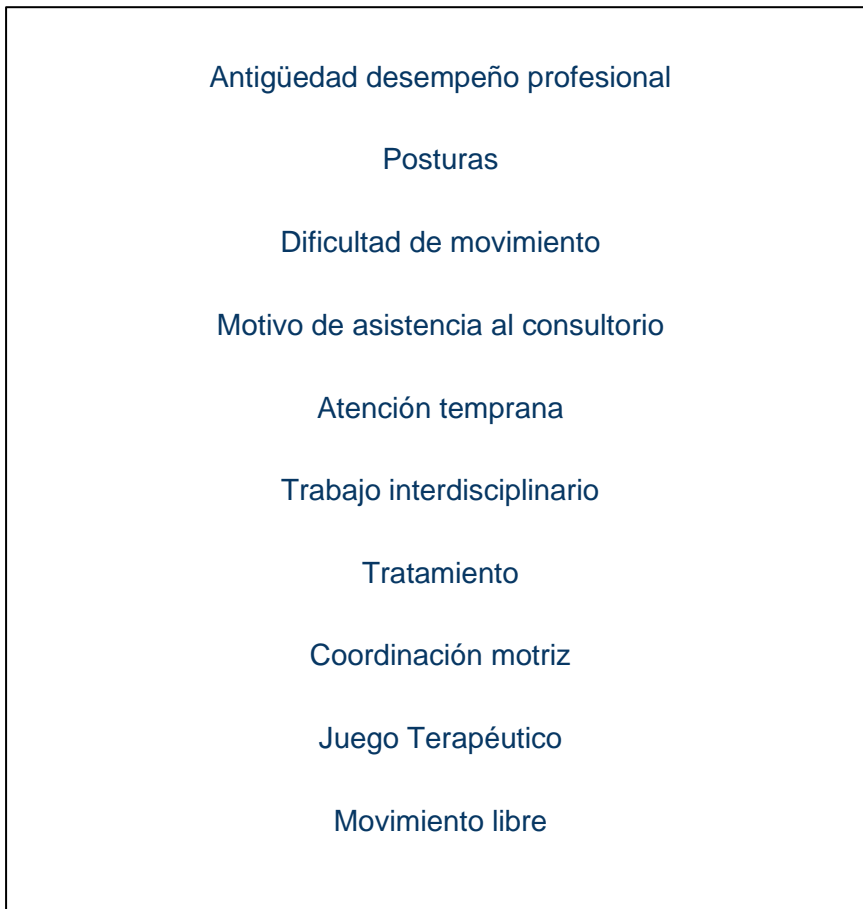 Antigüedad desempeño profesional
Posturas
Dificultad de movimiento
Motivo de asistencia al consultorio
Atención temprana
Trabajo interdisciplinario
Tratamiento
Coordinación motriz
Juego Terapéutico
Movimiento libre